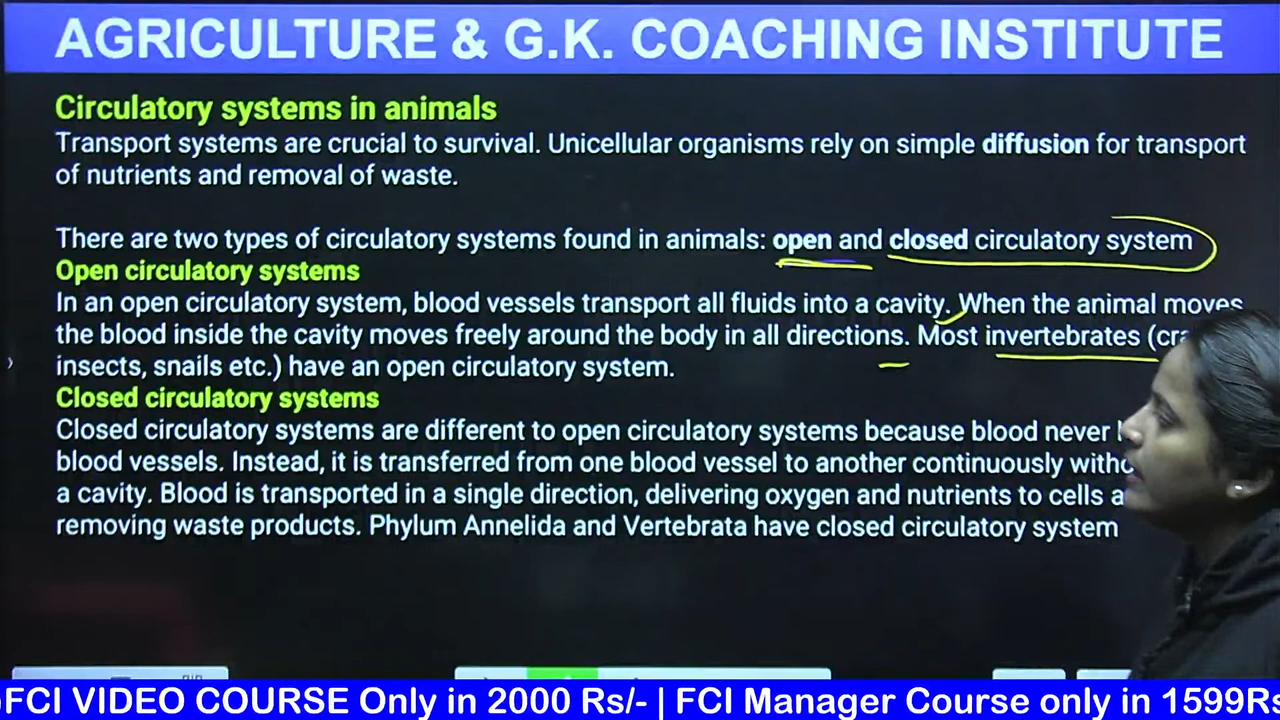 AGRICULTURE & G.K. COACHING INSTITUTE
Circulatory systems in animals
Transport systems are crucial to survival. Unicellular organisms rely on simple diffusion for transport
of nutrients and removal of waste.
There are two types of circulatory systems found in animals: open and closed circulatory system
Open circulatory systems
In an open circulatory system, blood vessels transport all fluids into a cavity. When the animal moves
the blood inside the cavity moves freely around the body in all directions. Most invertebrates
insects, snails etc.) have an open circulatory system.
Closed circulatory systems
Closed circulatory systems are different to open circulatory systems because blood never
blood vessels. Instead, it is transferred from one blood vessel to another continuously
a cavity. Blood is transported in a single direction, delivering oxygen and nutrients to cells
removing waste products. Phylum Annelida and Vertebrata have closed circulatory system
FCI VIDEO COURSE Only in 2000 Rs/- | FCI Manager Course only in 1599Rs